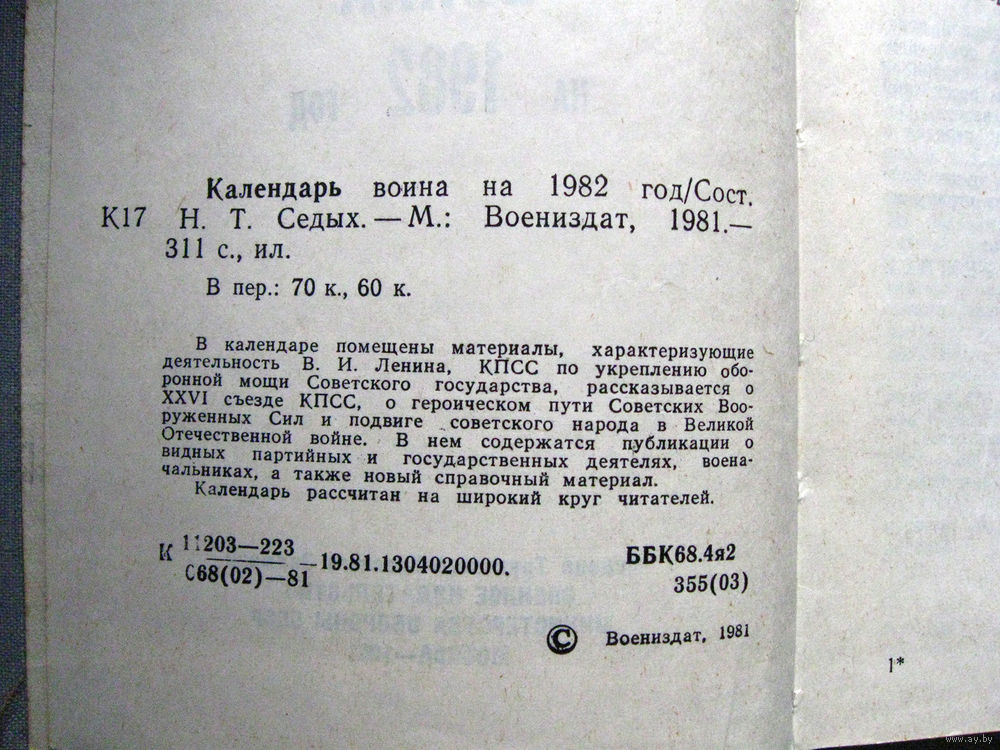 Календарь воина на 1982 год/Сост.
К17 Н. Т. Седых. — М.: Воениздат, 1981.—
311 с., ил.
В пер.: 70 к., 60 к.
В календаре помещены материалы, характеризующие
деятельность В. И. Ленина, КПСС по укреплению обо-
ронной мощи Советского государства, рассказывается о
XXVI съезде КПСС, о героическом пути Советских Воо-
руженных Сил и подвиге советского народа в Великой
Отечественной войне. В нем содержатся публикации о
видных партийных и государственных деятелях, воена-
чальниках, а также новый справочный материал.
Календарь рассчитан на широкий круг читателей.
К 11203—223
068(02)—81 —19.81.1304020000.
ББК68.4я2
355(03)
© Воениздат, 1981
1*
www.ay.by